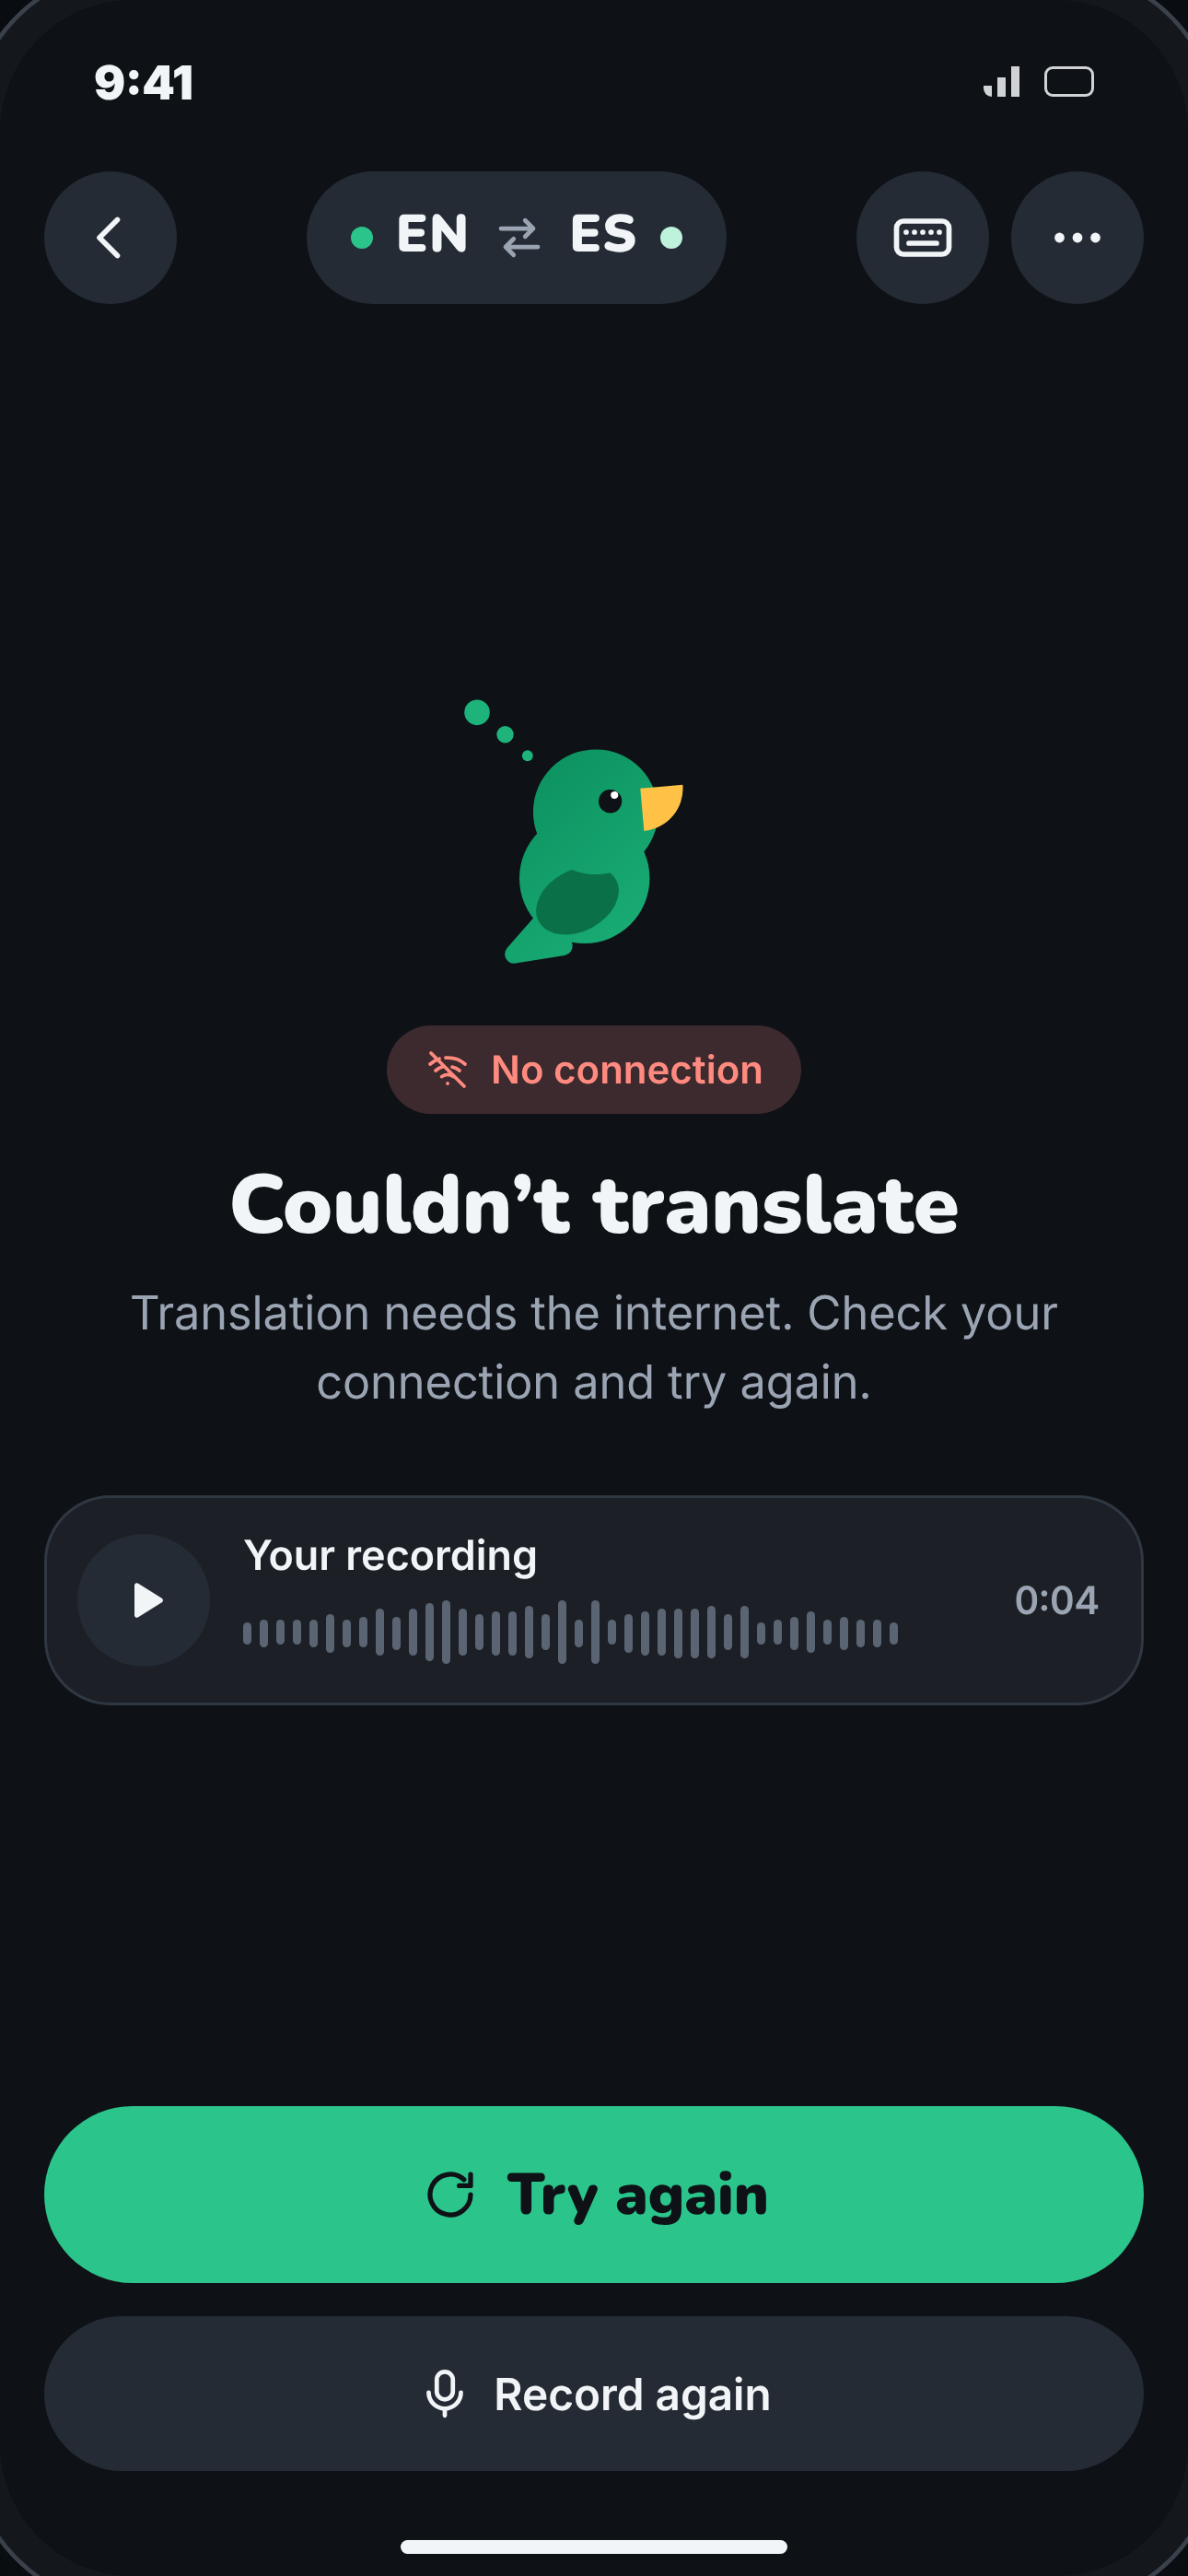 9:41
EN ES
No connection
Couldn’t translate
Translation needs the internet. Check your
connection and try again.
Your recording
0:04
Try again
Record again